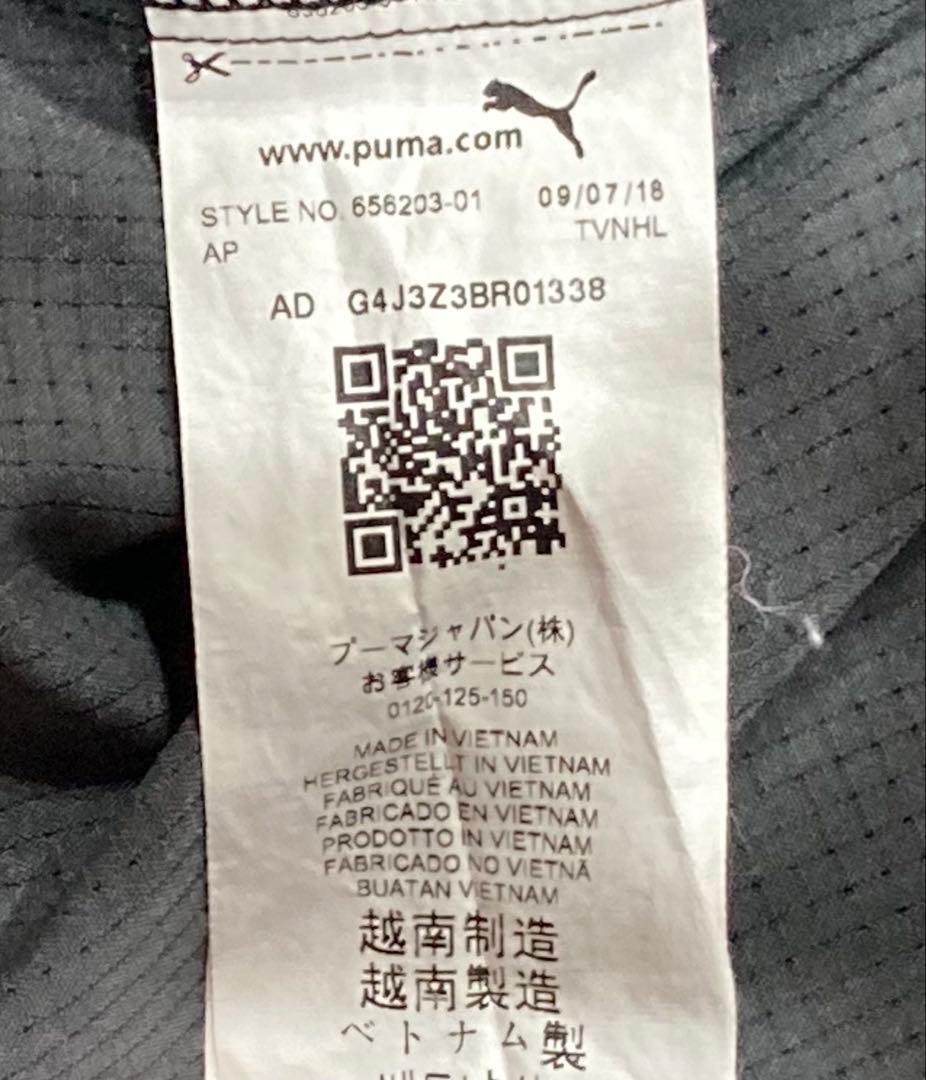 www.puma.com
STYLE NO. 656203-01 09/07/18
AP TVNHL
AD G4J3Z3BR01338
プーマジャパン(株)
お客様サービス
0120-125-150
MADE IN VIETNAM
HERGESTELLT IN VIETNAM
FABRIQUÉ AU VIETNAM
FABRICADO EN VIETNAM
PRODOTTO IN VIETNAM
FABRICADO NO VIETNÃ
BUATAN VIETNAM
越南制造
越南製造
ベトナム製